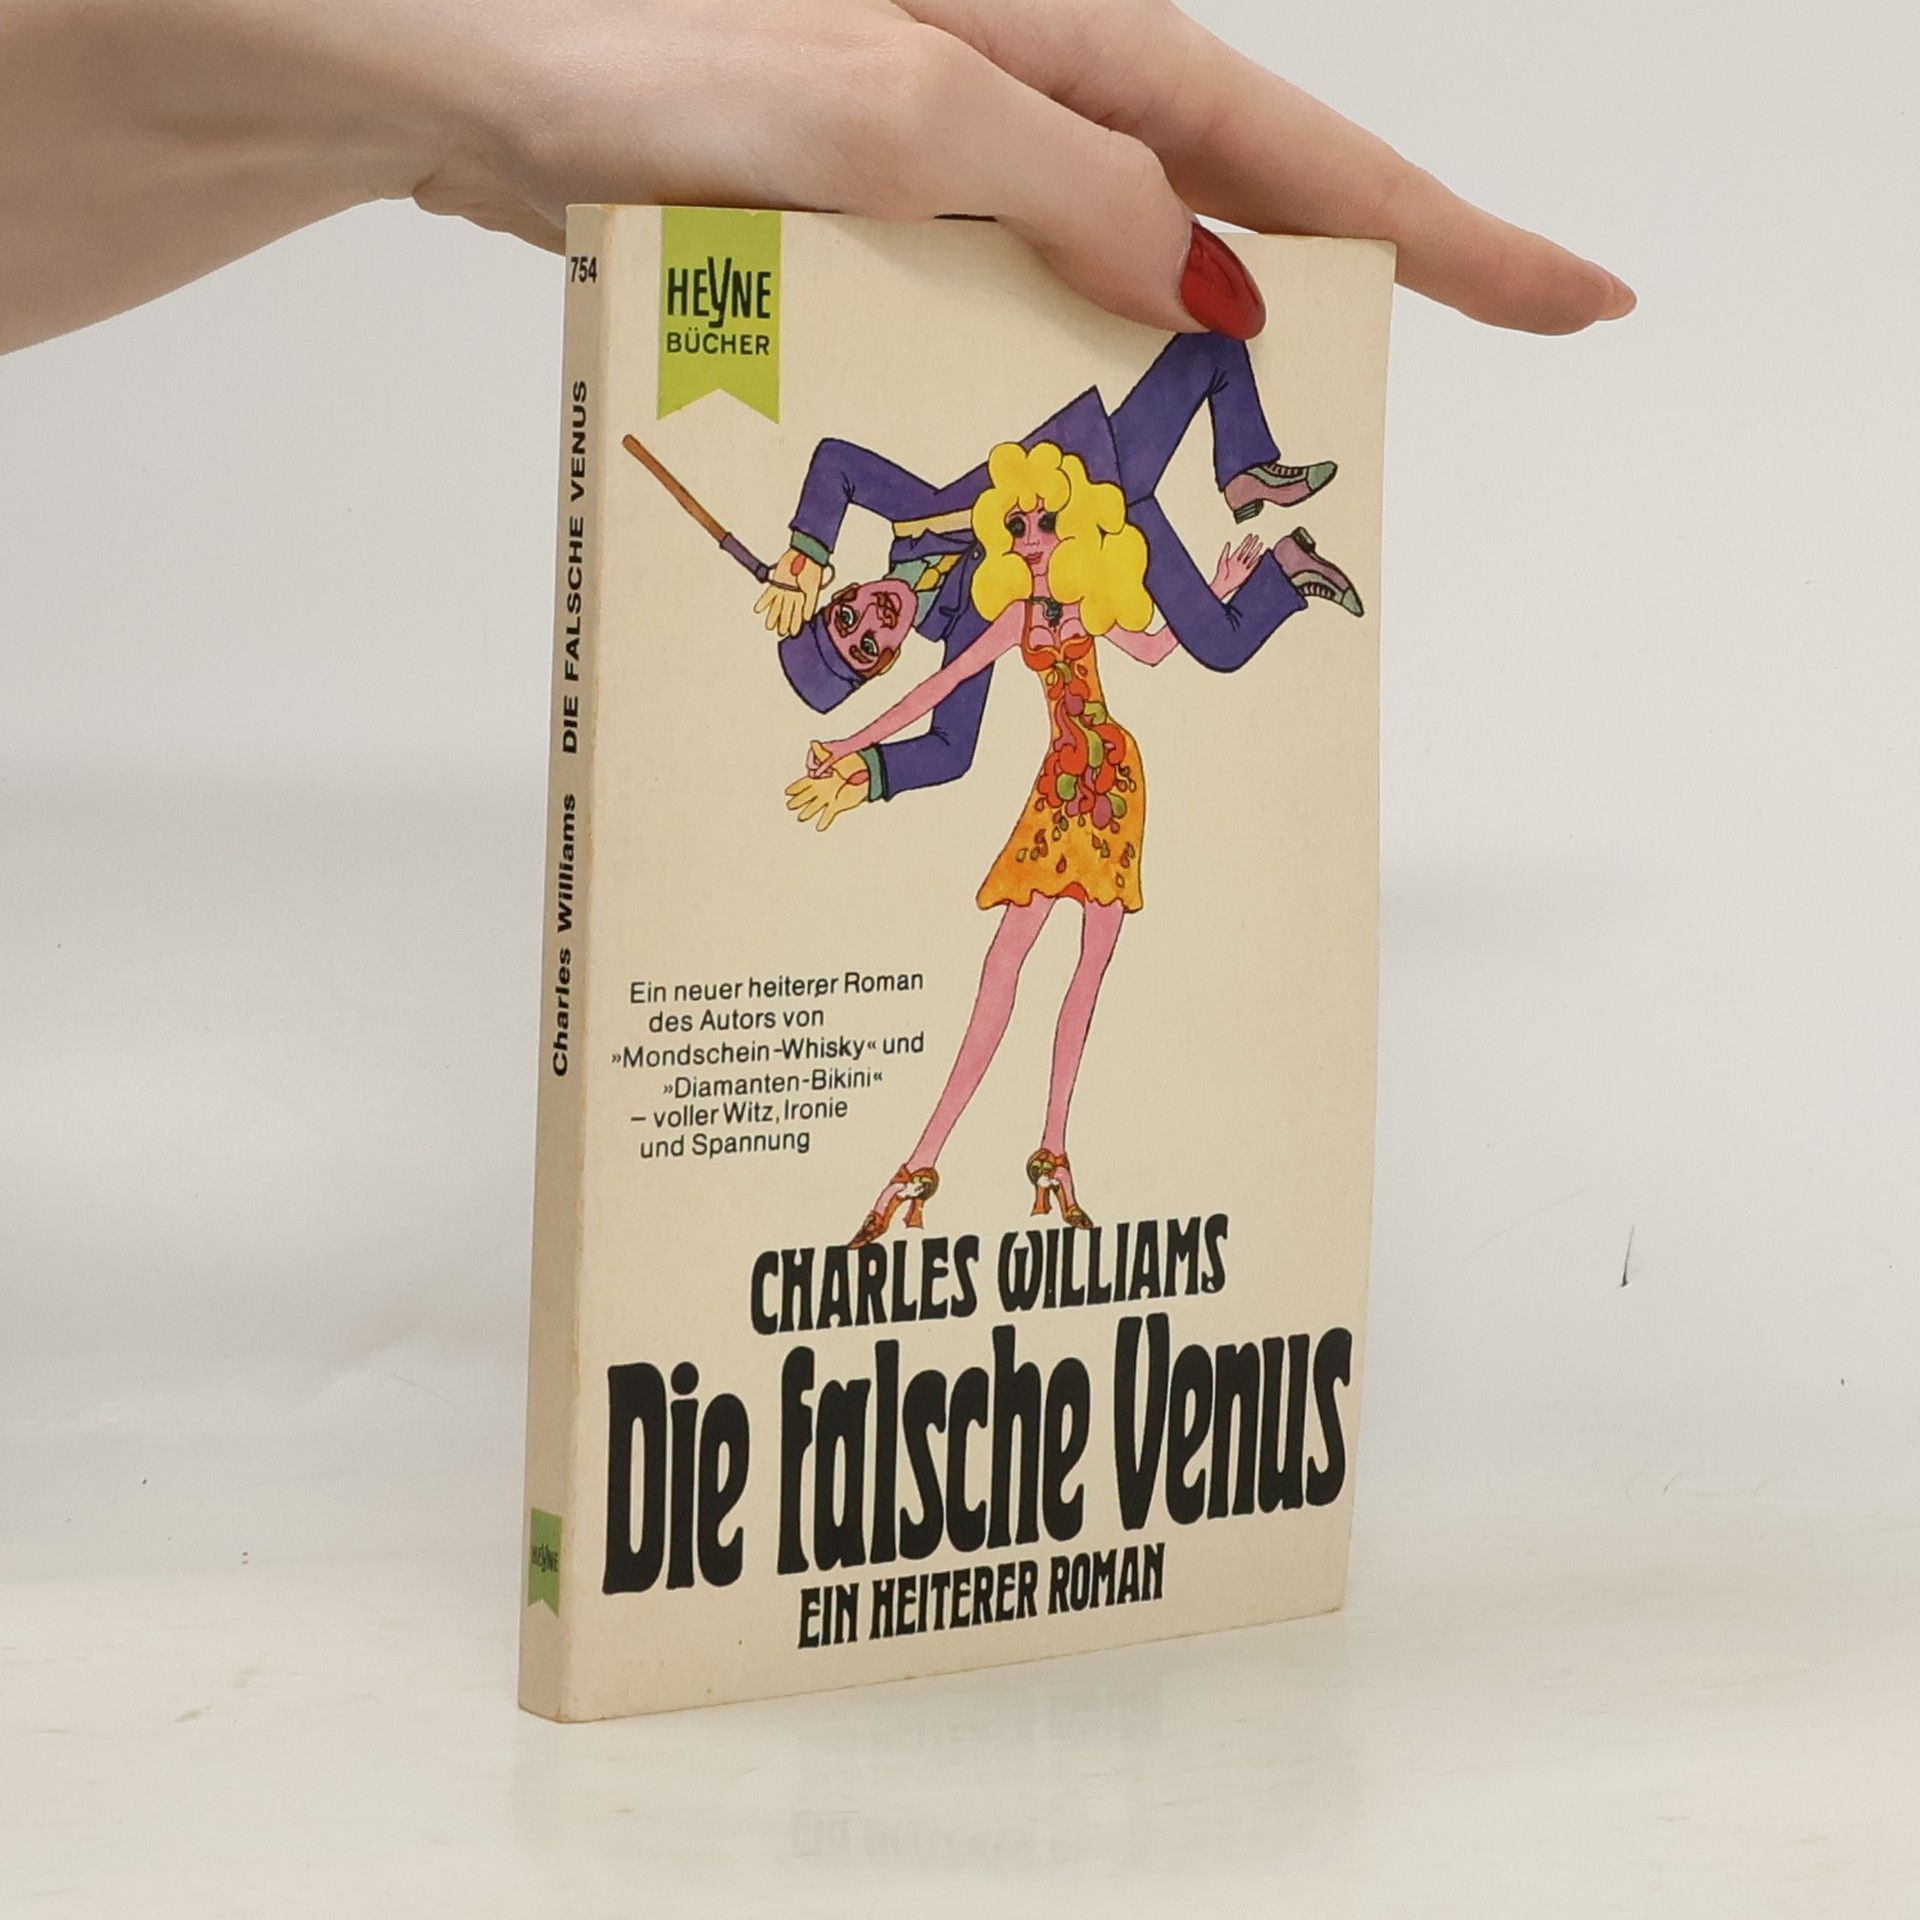 754
Charles Williams DIE FALSCHE VENUS
HEYNE
HEYNE
BÜCHER
Ein neuer heiterer Roman
des Autors von
»Mondschein-Whisky« und
»Diamanten-Bikini«
– voller Witz, Ironie
und Spannung
CHARLES WILLIAMS
Die falsche Venus
EIN HEITERER ROMAN